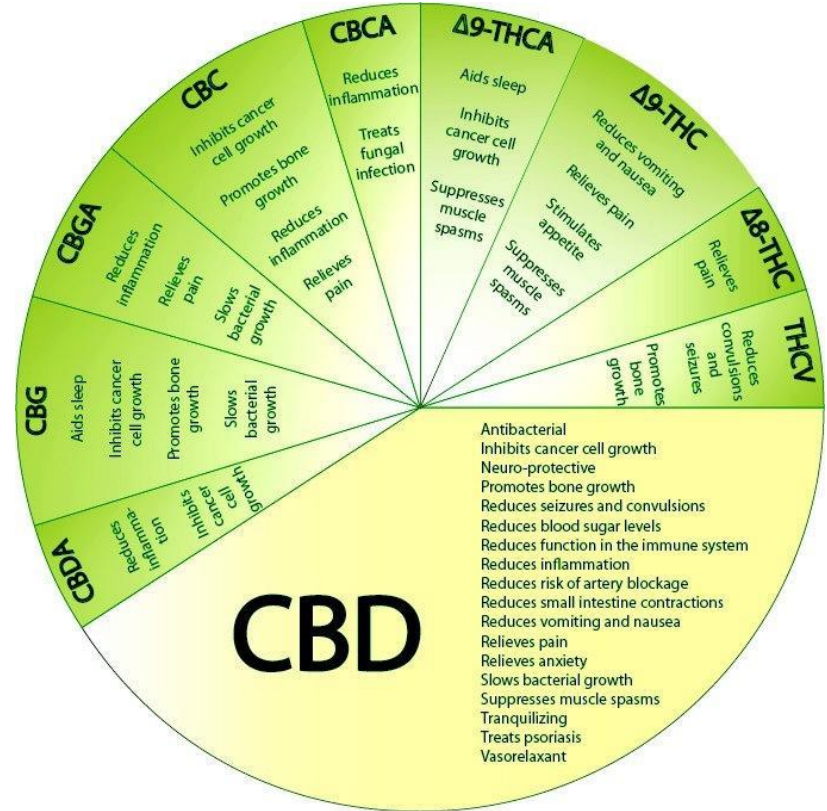 CBCA
Reduces
inflammation
Treats
fungal
infection
Δ9-THCA
Aids sleep
Inhibits
cancer cell
growth
Suppresses
muscle
spasms
Δ9-THC
Reduces vomiting
and nausea
Relieves pain
Stimulates
appetite
Suppresses
muscle
spasms
Δ8-THC
Relieves
pain
THCV
Reduces
convulsions
and
seizures
Promotes
bone
growth
CBD
Antibacterial
Inhibits cancer cell growth
Neuro-protective
Promotes bone growth
Reduces seizures and convulsions
Reduces blood sugar levels
Reduces function in the immune system
Reduces inflammation
Reduces risk of artery blockage
Reduces small intestine contractions
Reduces vomiting and nausea
Relieves pain
Relieves anxiety
Slows bacterial growth
Suppresses muscle spasms
Tranquilizing
Treats psoriasis
Vasorelaxant
CBDA
Reduces
inflamma-
tion
Inhibits
cancer
cell
growth
CBG
Aids sleep
Inhibits cancer
cell growth
Promotes bone
growth
Slows
bacterial
growth
CBGA
Reduces
inflammation
Relieves
pain
Slows
bacterial
growth
CBC
Inhibits cancer
cell growth
Promotes bone
growth
Reduces
inflammation
Relieves
pain